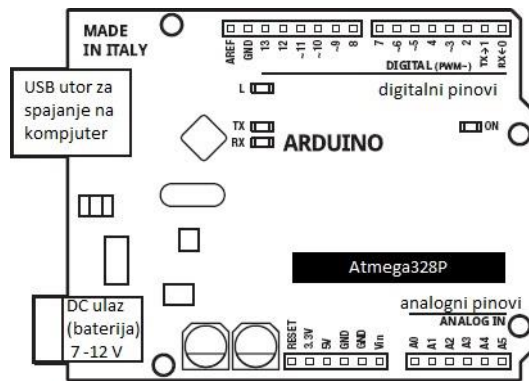 MADE
IN ITALY
AREF
GND
13
12
~11
~10
~9
8
7
~6
~5
4
~3
2
TX→1
RX←0
DIGITAL (PWM~)
digitalni pinovi
USB utor za
spajanje na
kompjuter
L
TX
RX
ARDUINO
ON
Atmega328P
analogni pinovi
ANALOG IN
DC ulaz
(baterija)
7 -12 V
RESET
3.3V
5V
GND
GND
Vin
A0
A1
A2
A3
A4
A5